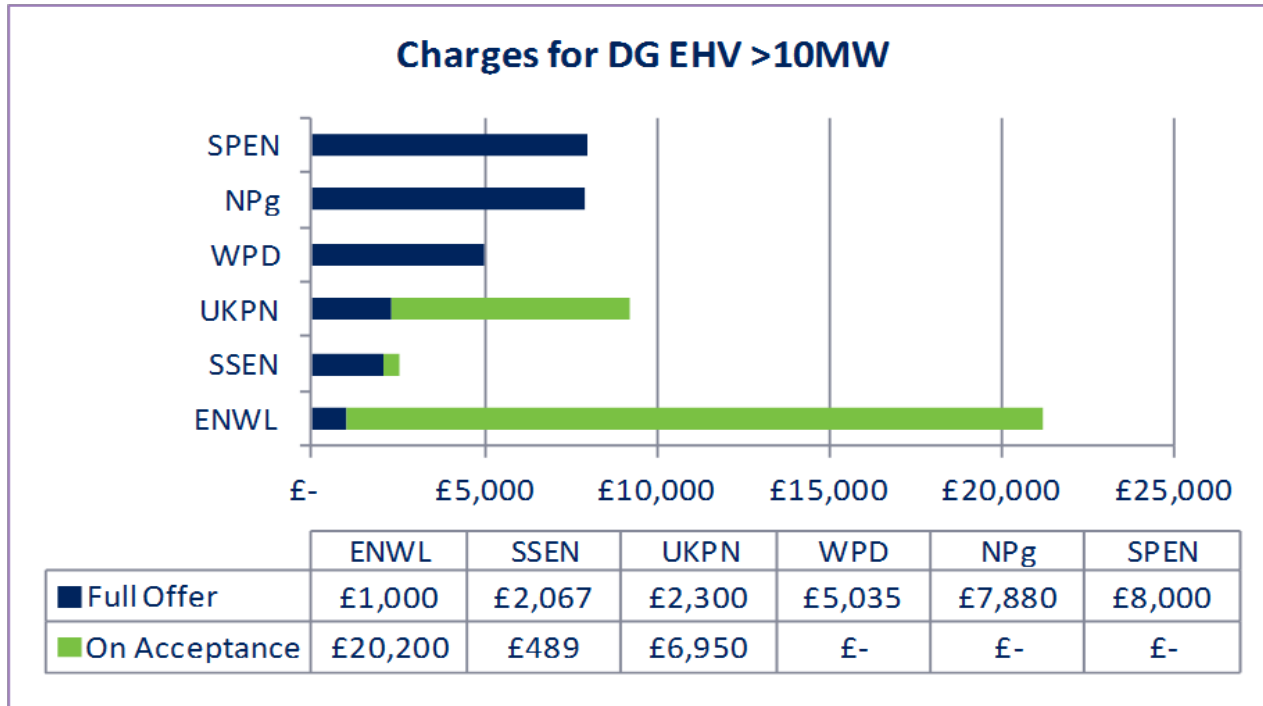 Charges for DG EHV >10MW
SPEN
NPg
WPD
UKPN
SSEN
ENWL
£- £5,000 £10,000 £15,000 £20,000 £25,000
ENWL SSEN UKPN WPD NPg SPEN
Full Offer £1,000 £2,067 £2,300 £5,035 £7,880 £8,000
On Acceptance £20,200 £489 £6,950 £- £- £-